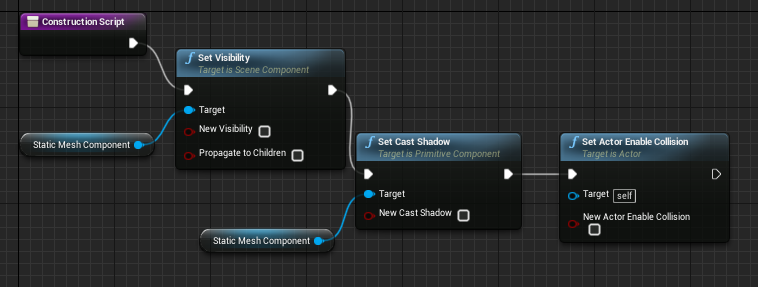 Construction Script
Set Visibility
Target is Scene Component
Target
New Visibility
Propagate to Children
Static Mesh Component
Set Cast Shadow
Target is Primitive Component
Target
New Cast Shadow
Static Mesh Component
Set Actor Enable Collision
Target is Actor
Target self
New Actor Enable Collision